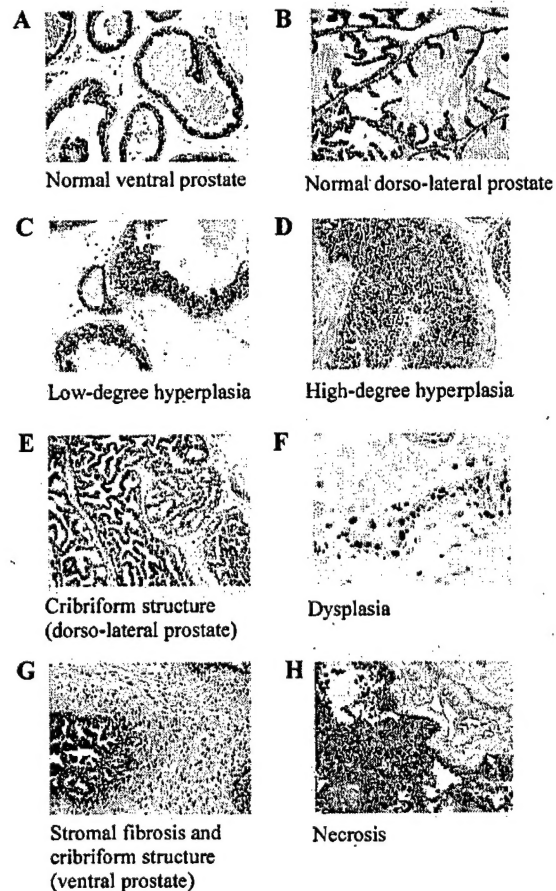 A
Normal ventral prostate
B
Normal dorso-lateral prostate
C
Low-degree hyperplasia
D
High-degree hyperplasia
E
Cribriform structure
(dorso-lateral prostate)
F
Dysplasia
G
Stromal fibrosis and
cribriform structure
(ventral prostate)
H
Necrosis